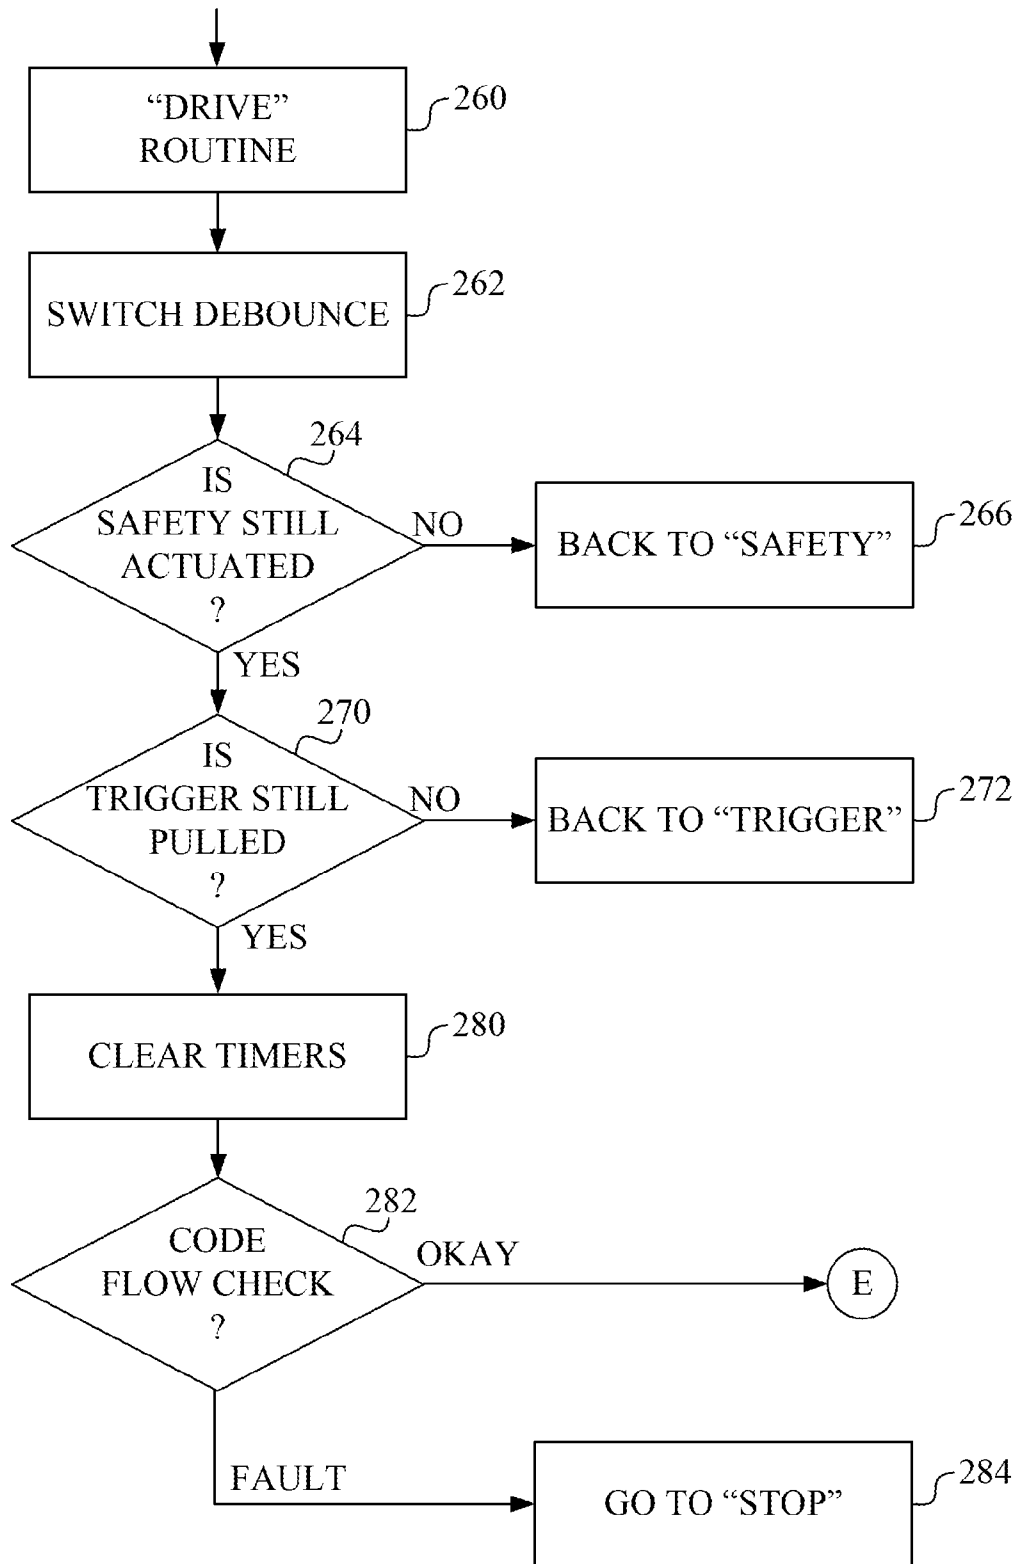 “DRIVE”
ROUTINE
260
SWITCH DEBOUNCE
262
264
IS
SAFETY STILL
ACTUATED
?
NO
BACK TO “SAFETY”
266
YES
270
IS
TRIGGER STILL
PULLED
?
NO
BACK TO “TRIGGER”
272
YES
CLEAR TIMERS
280
282
CODE
FLOW CHECK
?
OKAY
E
FAULT
GO TO “STOP”
284